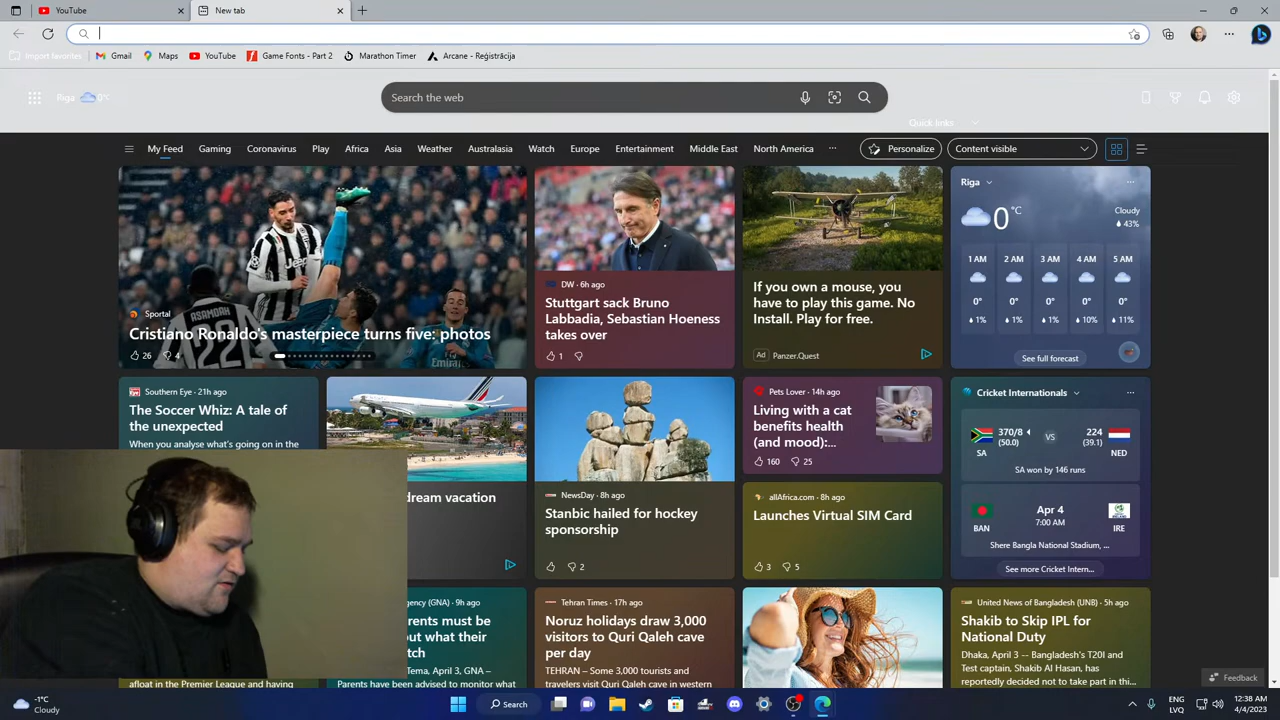 YouTube
New tab
Import favorites
Gmail
Maps
YouTube
Game Fonts - Part 2
Marathon Timer
Arcane - Reģistrācija
Riga
0°C
Search the web
Quick links
My Feed
Gaming
Coronavirus
Play
Africa
Asia
Weather
Australasia
Watch
Europe
Entertainment
Middle East
North America
Personalize
Content visible
Sportal
Cristiano Ronaldo's masterpiece turns five: photos
26
4
DW · 6h ago
Stuttgart sack Bruno
Labbadia, Sebastian Hoeness
takes over
1
If you own a mouse, you
have to play this game. No
Install. Play for free.
Ad
Panzer.Quest
Riga
0
°C
Cloudy
43%
1 AM
2 AM
3 AM
4 AM
5 AM
0°
0°
0°
0°
0°
1%
1%
1%
10%
11%
See full forecast
Southern Eye · 21h ago
The Soccer Whiz: A tale of
the unexpected
When you analyse what's going on in the
dream vacation
NewsDay · 8h ago
Stanbic hailed for hockey
sponsorship
2
Pets Lover · 14h ago
Living with a cat
benefits health
(and mood):...
160
25
allAfrica.com · 8h ago
Launches Virtual SIM Card
3
5
Cricket Internationals
370/8
(50.0)
SA
VS
224
(39.1)
NED
SA won by 146 runs
BAN
Apr 4
7:00 AM
IRE
Shere Bangla National Stadium, ...
See more Cricket Intern...
gency (GNA) · 9h ago
rents must be
out what their
tch
Tema, April 3, GNA –
Parents have been advised to monitor what
afloat in the Premier League and having
Tehran Times · 17h ago
Noruz holidays draw 3,000
visitors to Quri Qaleh cave
per day
TEHRAN – Some 3,000 tourists and
travelers visit Quri Qaleh cave in western
United News of Bangladesh (UNB) · 5h ago
Shakib to Skip IPL for
National Duty
Dhaka, April 3 -- Bangladesh's T20I and
Test captain, Shakib Al Hasan, has
reportedly decided not to take part in thi...
Feedback
-1°C
Cloudy
Search
ENG
LVQ
12:38 AM
4/4/2023